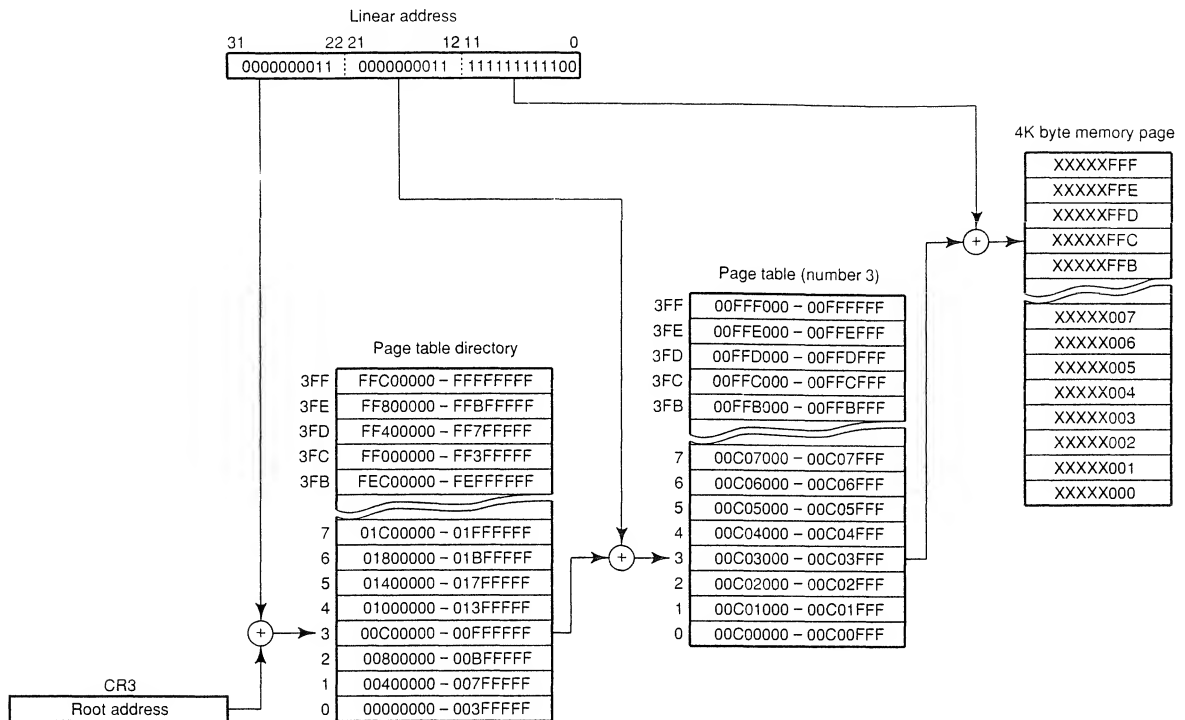 Linear address
31 22 21 12 11 0
0000000011 0000000011 111111111100
4K byte memory page
XXXXXFFF
XXXXXFFE
XXXXXFFD
XXXXXFFC
XXXXXFFB
XXXXX007
XXXXX006
XXXXX005
XXXXX004
XXXXX003
XXXXX002
XXXXX001
XXXXX000
Page table (number 3)
3FF 00FFF000 – 00FFFFFF
3FE 00FFE000 – 00FFEFFF
3FD 00FFD000 – 00FFDFFF
3FC 00FFC000 – 00FFCFFF
3FB 00FFB000 – 00FFBFFF
7 00C07000 – 00C07FFF
6 00C06000 – 00C06FFF
5 00C05000 – 00C05FFF
4 00C04000 – 00C04FFF
3 00C03000 – 00C03FFF
2 00C02000 – 00C02FFF
1 00C01000 – 00C01FFF
0 00C00000 – 00C00FFF
Page table directory
3FF FFC00000 – FFFFFFFF
3FE FF800000 – FFBFFFFF
3FD FF400000 – FF7FFFFF
3FC FF000000 – FF3FFFFF
3FB FEC00000 – FEFFFFFF
7 01C00000 – 01FFFFFF
6 01800000 – 01BFFFFF
5 01400000 – 017FFFFF
4 01000000 – 013FFFFF
3 00C00000 – 00FFFFFF
2 00800000 – 00BFFFFF
1 00400000 – 007FFFFF
0 00000000 – 003FFFFF
+
+
+
CR3
Root address